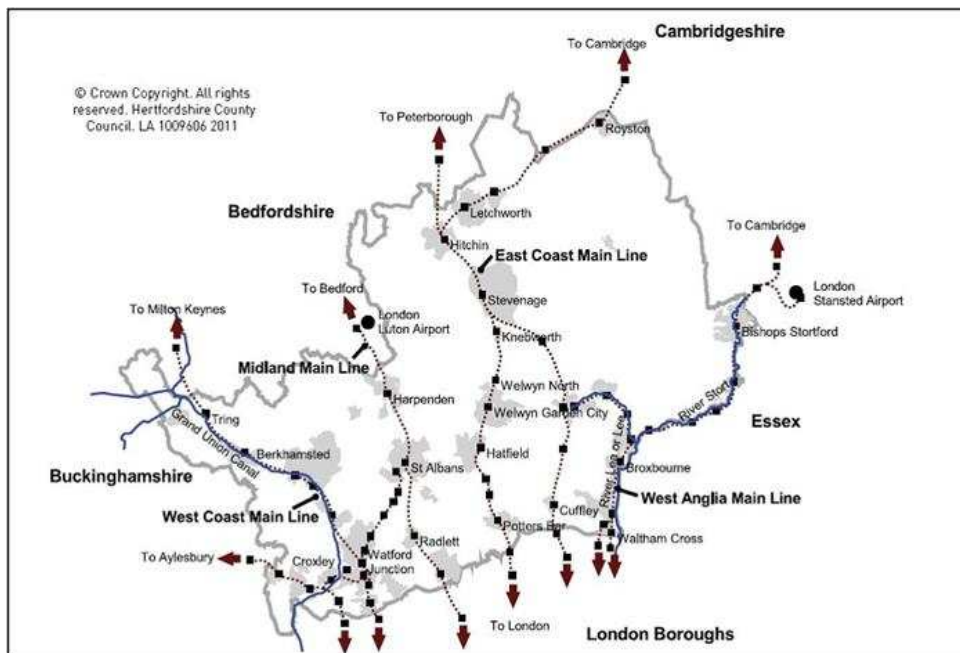 Cambridgeshire
To Cambridge
© Crown Copyright. All rights
reserved. Hertfordshire County
Council. LA 1009606 2011
To Peterborough
Royston
Bedfordshire
Letchworth
To Cambridge
Hitchin
East Coast Main Line
To Bedford
London
Stansted Airport
To Milton Keynes
London
Luton Airport
Stevenage
Bishops Stortford
Knebworth
Midland Main Line
Welwyn North
River Stort
Harpenden
Tring
Welwyn Garden City
Essex
Grand Union Canal
River Lea or Lee
Berkhamsted
Hatfield
Buckinghamshire
St Albans
Broxbourne
West Anglia Main Line
West Coast Main Line
Cuffley
Potters Bar
Waltham Cross
Radlett
To Aylesbury
Croxley
Watford
Junction
To London
London Boroughs